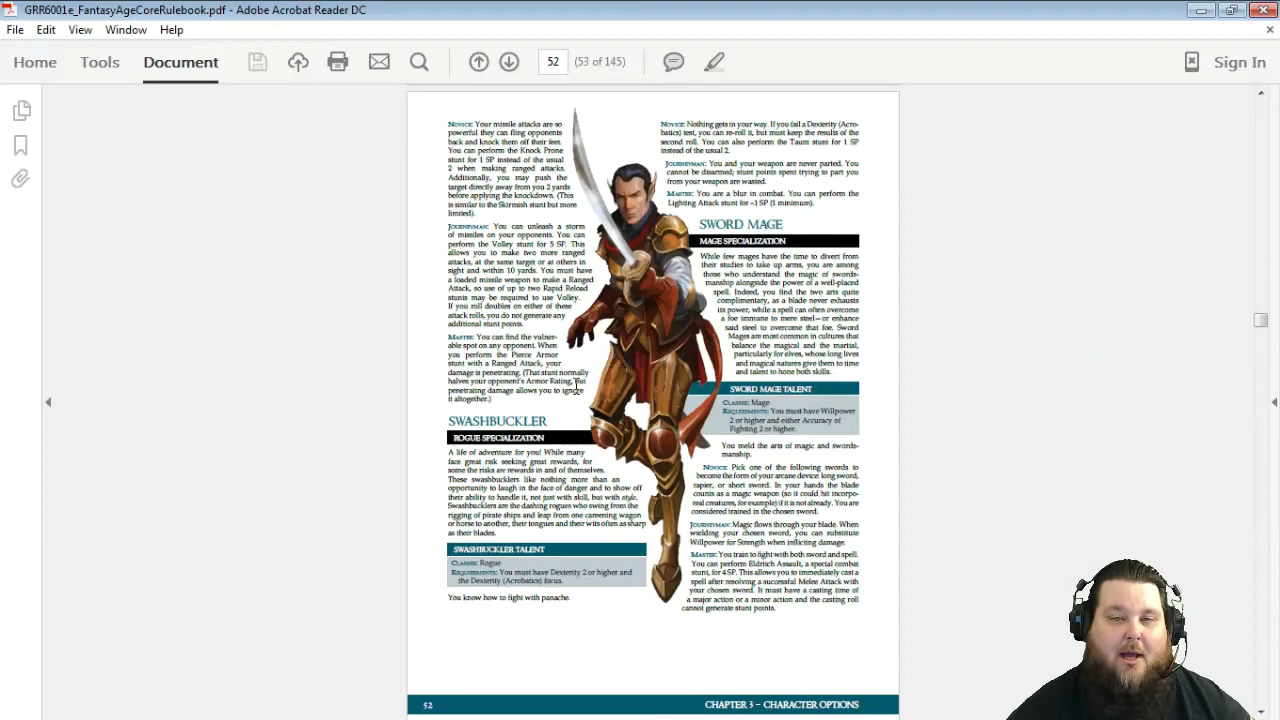 GRR6001e_FantasyAgeCoreRulebook.pdf - Adobe Acrobat Reader DC
File Edit View Window Help
Home Tools Document 52 (53 of 145) Sign In
Novice: Your missile attacks are so
powerful they can fling opponents
back and knock them off their feet.
You can perform the Knock Prone
stunt for 1 SP instead of the usual
2 when making ranged attacks.
Additionally, you may push the
target directly away from you 2 yards
before applying the knockdown. (This
is similar to the Skirmish stunt but more
limited).
Journeyman: You can unleash a storm
of missiles on your opponents. You can
perform the Volley stunt for 5 SP. This
allows you to make two more ranged
attacks, at the same target or at others in
sight and within 10 yards. You must have
a loaded missile weapon to make a Ranged
Attack, so use of up to two Rapid Reload
stunts may be required to use Volley.
If you roll doubles on either of these
attack rolls, you do not generate any
additional stunt points.
Master: You can find the vulner-
able spot on any opponent. When
you perform the Pierce Armor
stunt with a Ranged Attack, your
damage is penetrating. (That stunt normally
halves your opponent's Armor Rating, but
penetrating damage allows you to ignore
it altogether.)
SWASHBUCKLER
ROGUE SPECIALIZATION
A life of adventure for you! While many
face great risk seeking great rewards, for
some the risks are rewards in and of themselves.
These swashbucklers like nothing more than an
opportunity to laugh in the face of danger and to show off
their ability to handle it, not just with skill, but with style.
Swashbucklers are the dashing rogues who swing from the
rigging of pirate ships and leap from one careening wagon
or horse to another, their tongues and their wits often as sharp
as their blades.
SWASHBUCKLER TALENT
Classes: Rogue
Requirements: You must have Dexterity 2 or higher and
the Dexterity (Acrobatics) focus.
You know how to fight with panache.
Novice: Nothing gets in your way. If you fail a Dexterity (Acro-
batics) test, you can re-roll it, but must keep the results of the
second roll. You can also perform the Taunt stunt for 1 SP
instead of the usual 2.
Journeyman: You and your weapon are never parted. You
cannot be disarmed; stunt points spent trying to part you
from your weapon are wasted.
Master: You are a blur in combat. You can perform the
Lighting Attack stunt for –1 SP (1 minimum).
SWORD MAGE
MAGE SPECIALIZATION
While few mages have the time to divert from
their studies to take up arms, you are among
those who understand the magic of swords-
manship alongside the power of a well-placed
spell. Indeed, you find the two arts quite
complimentary, as a blade never exhausts
its power, while a spell can often overcome
a foe immune to mere steel—or enhance
said steel to overcome that foe. Sword
Mages are most common in cultures that
balance the magical and the martial,
particularly for elves, whose long lives
and magical natures give them to time
and talent to hone both skills.
SWORD MAGE TALENT
Classes: Mage
Requirements: You must have Willpower
2 or higher and either Accuracy of
Fighting 2 or higher.
You meld the arts of magic and swords-
manship.
Novice: Pick one of the following swords to
become the form of your arcane device: long sword,
rapier, or short sword. In your hands the blade
counts as a magic weapon (so it could hit incorpo-
real creatures, for example) if it is not already. You are
considered trained in the chosen sword.
Journeyman: Magic flows through your blade. When
wielding your chosen sword, you can substitute
Willpower for Strength when inflicting damage.
Master: You train to fight with both sword and spell.
You can perform Eldritch Assault, a special combat
stunt, for 4 SP. This allows you to immediately cast a
spell after resolving a successful Melee Attack with
your chosen sword. It must have a casting time of
a major action or a minor action and the casting roll
cannot generate stunt points.
52 CHAPTER 3 – CHARACTER OPTIONS